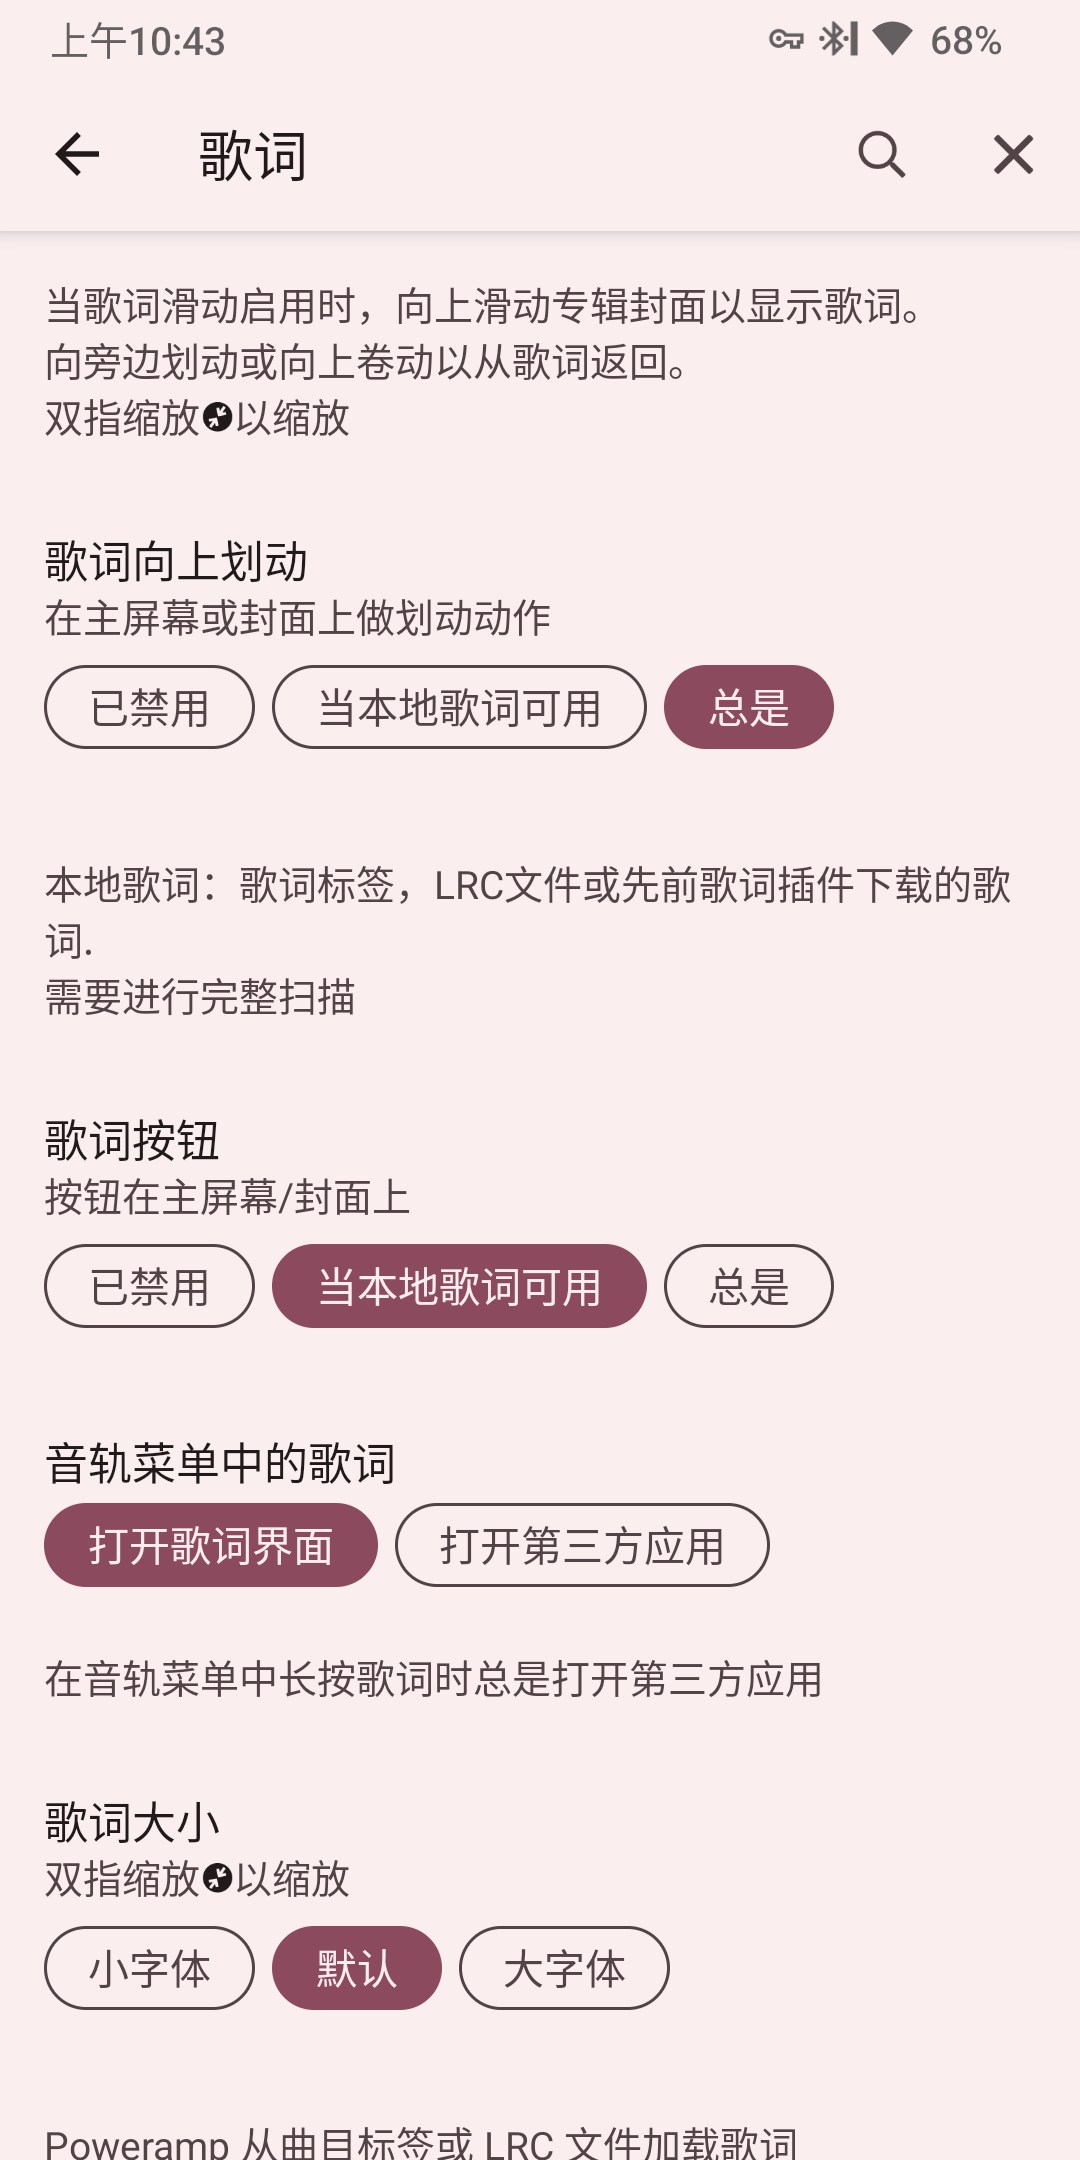 上午10:43
68%
歌词
当歌词滑动启用时，向上滑动专辑封面以显示歌词。
向旁边划动或向上卷动以从歌词返回。
双指缩放以缩放
歌词向上划动
在主屏幕或封面上做划动动作
已禁用
当本地歌词可用
总是
本地歌词：歌词标签，LRC文件或先前歌词插件下载的歌
词.
需要进行完整扫描
歌词按钮
按钮在主屏幕/封面上
已禁用
当本地歌词可用
总是
音轨菜单中的歌词
打开歌词界面
打开第三方应用
在音轨菜单中长按歌词时总是打开第三方应用
歌词大小
双指缩放以缩放
小字体
默认
大字体
Poweramp 从曲目标签或 LRC 文件加载歌词